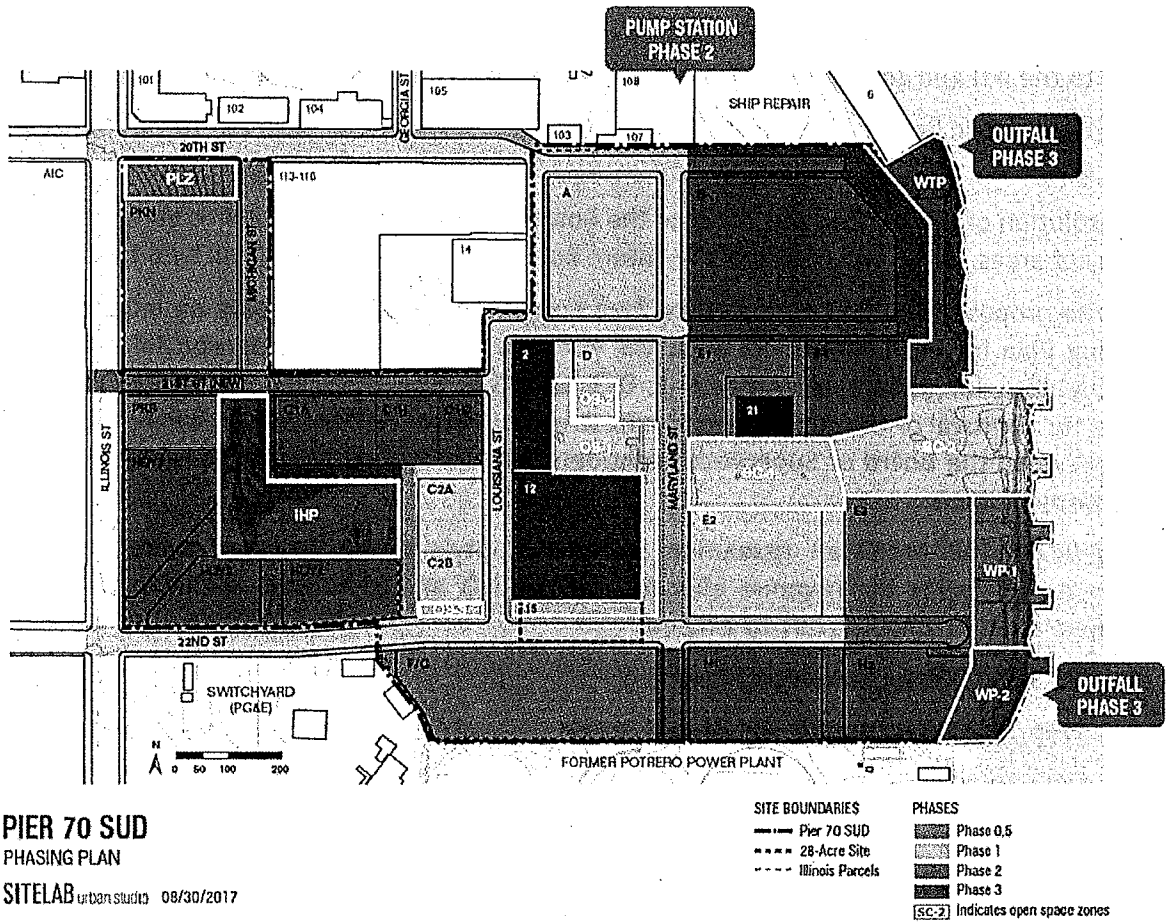 PUMP STATION
PHASE 2
101
102
104
GEORGIA ST
105
108
103
107
SHIP REPAIR
6
OUTFALL
PHASE 3
20TH ST
AIC
PLZ
PKN
MICHIGAN ST
113-116
14
A
WTP
2
D
21
ILLINOIS ST
IHP
C2A
C2B
LOUISIANA ST
12
MARYLAND ST
E2
WP-1
15
22ND ST
F/G
WP-2
OUTFALL
PHASE 3
SWITCHYARD
(PG&E)
N
0 50 100 200
FORMER POTRERO POWER PLANT
PIER 70 SUD
PHASING PLAN
SITELAB urban studio 08/30/2017
SITE BOUNDARIES
Pier 70 SUD
28-Acre Site
Illinois Parcels
PHASES
Phase 0,5
Phase 1
Phase 2
Phase 3
SC-2 Indicates open space zones